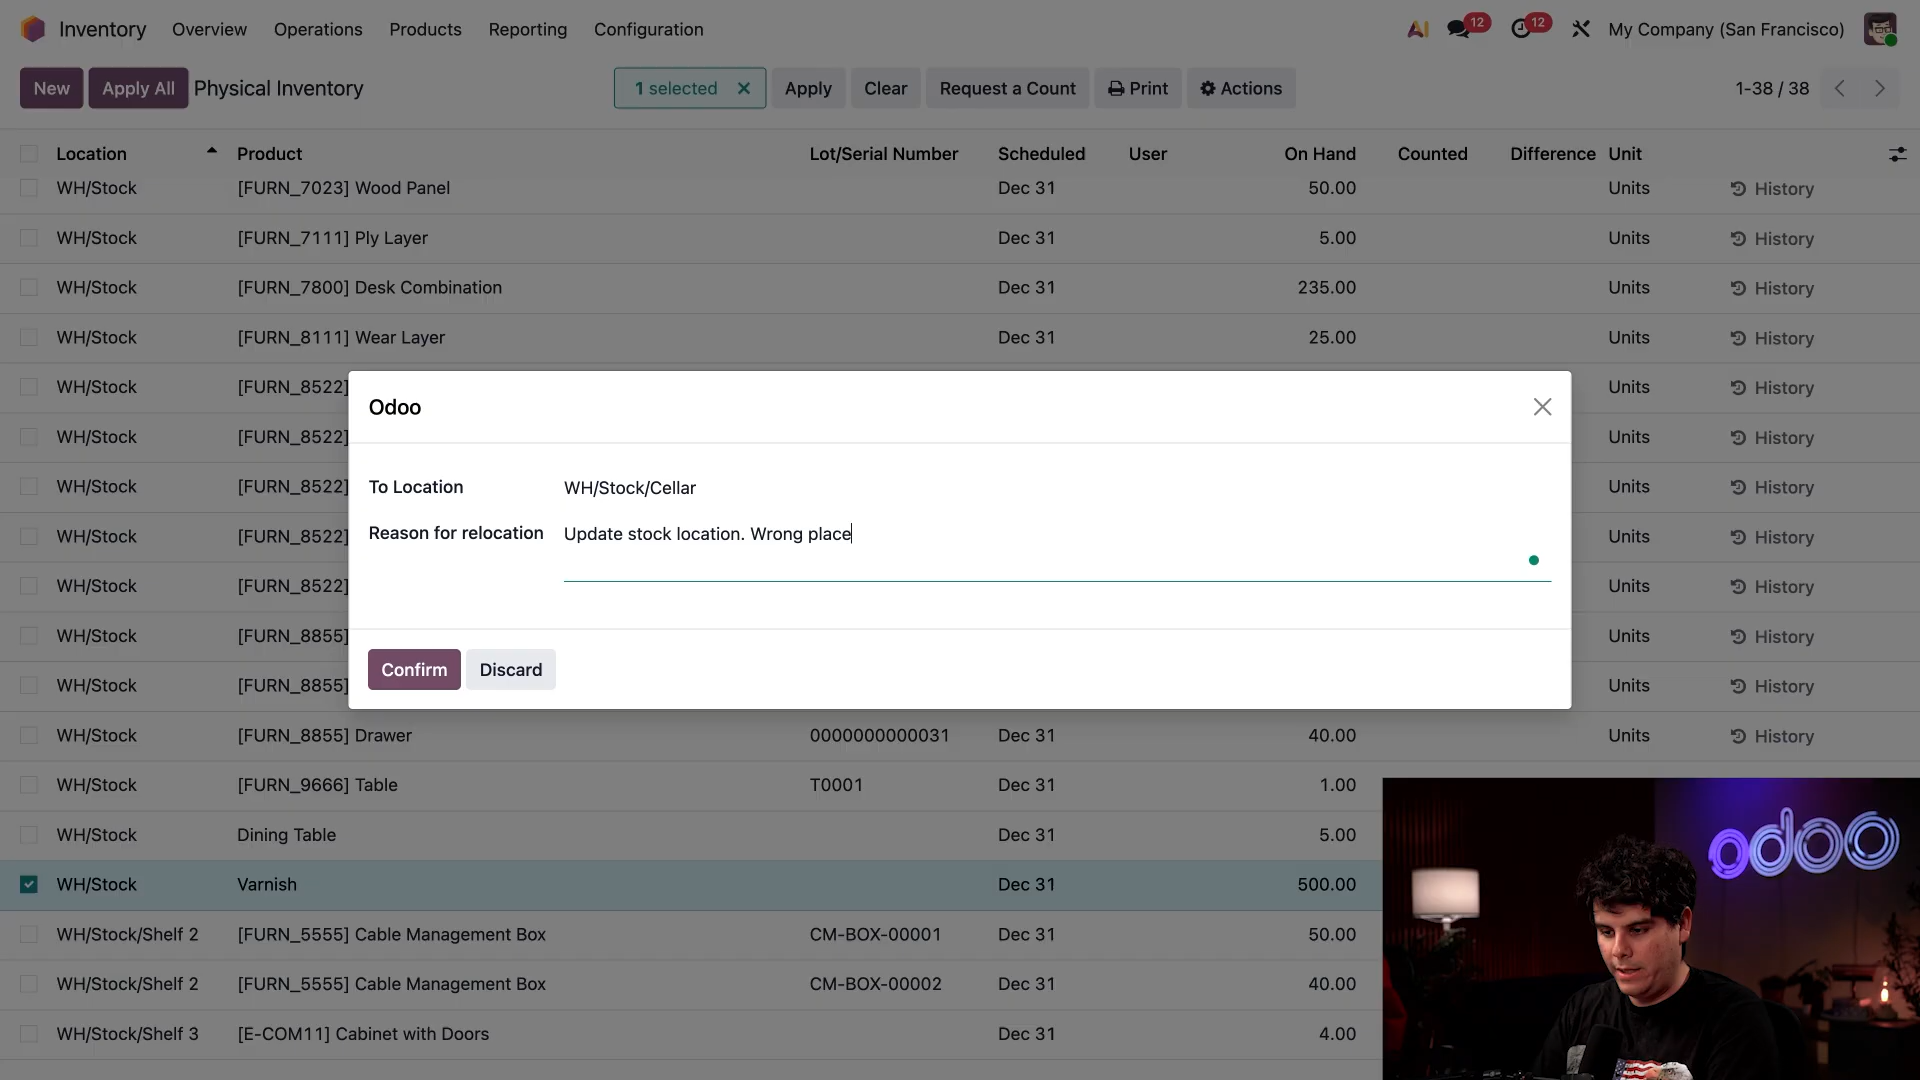 Inventory Overview Operations Products Reporting Configuration AI 12 12 My Company (San Francisco)
New Apply All Physical Inventory 1 selected Apply Clear Request a Count Print Actions 1-38 / 38
Location Product Lot/Serial Number Scheduled User On Hand Counted Difference Unit
WH/Stock [FURN_7023] Wood Panel Dec 31 50.00 Units History
WH/Stock [FURN_7111] Ply Layer Dec 31 5.00 Units History
WH/Stock [FURN_7800] Desk Combination Dec 31 235.00 Units History
WH/Stock [FURN_8111] Wear Layer Dec 31 25.00 Units History
WH/Stock [FURN_8522] Units History
WH/Stock [FURN_8522] Units History
WH/Stock [FURN_8522] Units History
WH/Stock [FURN_8522] Units History
WH/Stock [FURN_8522] Units History
WH/Stock [FURN_8855] Units History
WH/Stock [FURN_8855] Units History
Odoo
To Location WH/Stock/Cellar
Reason for relocation Update stock location. Wrong place
Confirm Discard
WH/Stock [FURN_8855] Drawer 0000000000031 Dec 31 40.00 Units History
WH/Stock [FURN_9666] Table T0001 Dec 31 1.00
WH/Stock Dining Table Dec 31 5.00
WH/Stock Varnish Dec 31 500.00
WH/Stock/Shelf 2 [FURN_5555] Cable Management Box CM-BOX-00001 Dec 31 50.00
WH/Stock/Shelf 2 [FURN_5555] Cable Management Box CM-BOX-00002 Dec 31 40.00
WH/Stock/Shelf 3 [E-COM11] Cabinet with Doors Dec 31 4.00
odoo